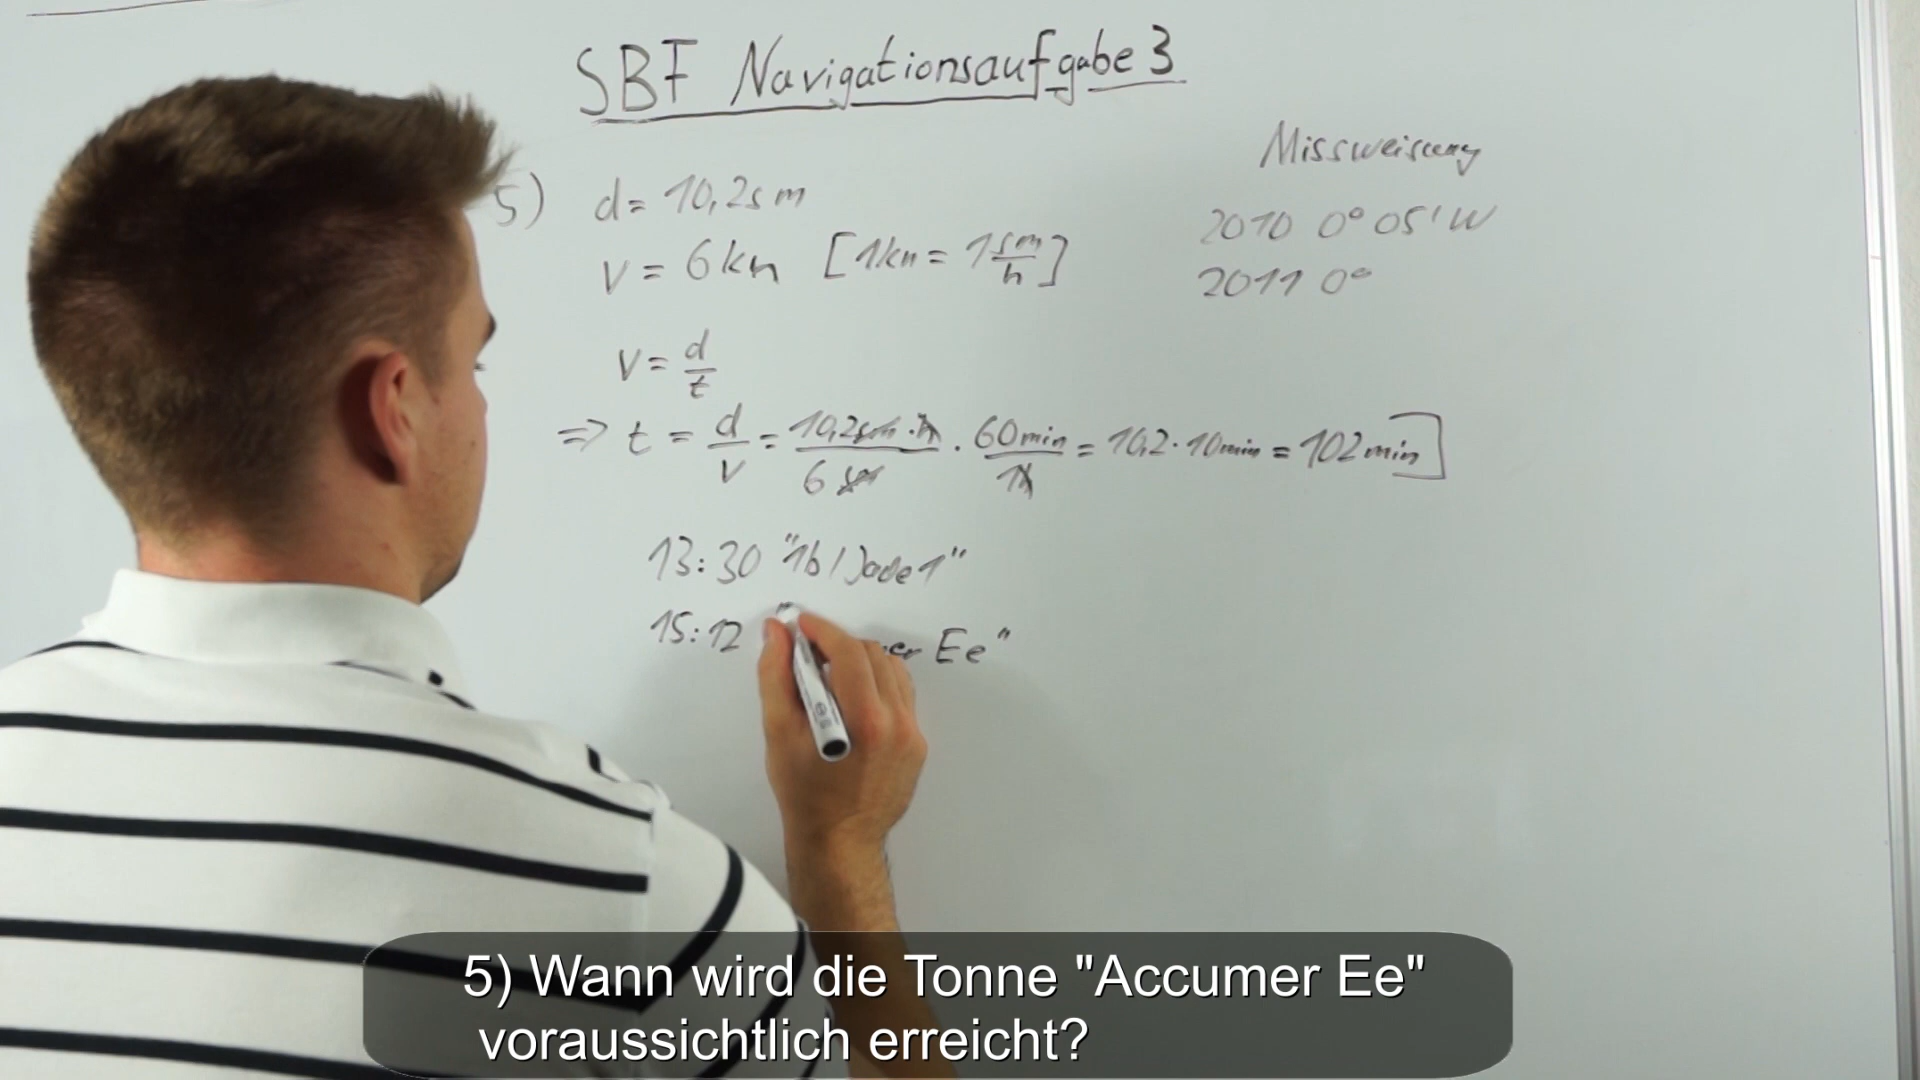 SBF Navigationsaufgabe 3
5) d = 10,2sm
v = 6kn [1kn = 1 sm/h]
v = d/t
=> t = d/v = 10,2sm·h/6sm · 60min/1h = 10,2·10min = 102min]
13:30 "1b/Jade1"
15:12 Ee"
Missweisung
2010 0° 05' W
2011 0°
5) Wann wird die Tonne "Accumer Ee"
voraussichtlich erreicht?